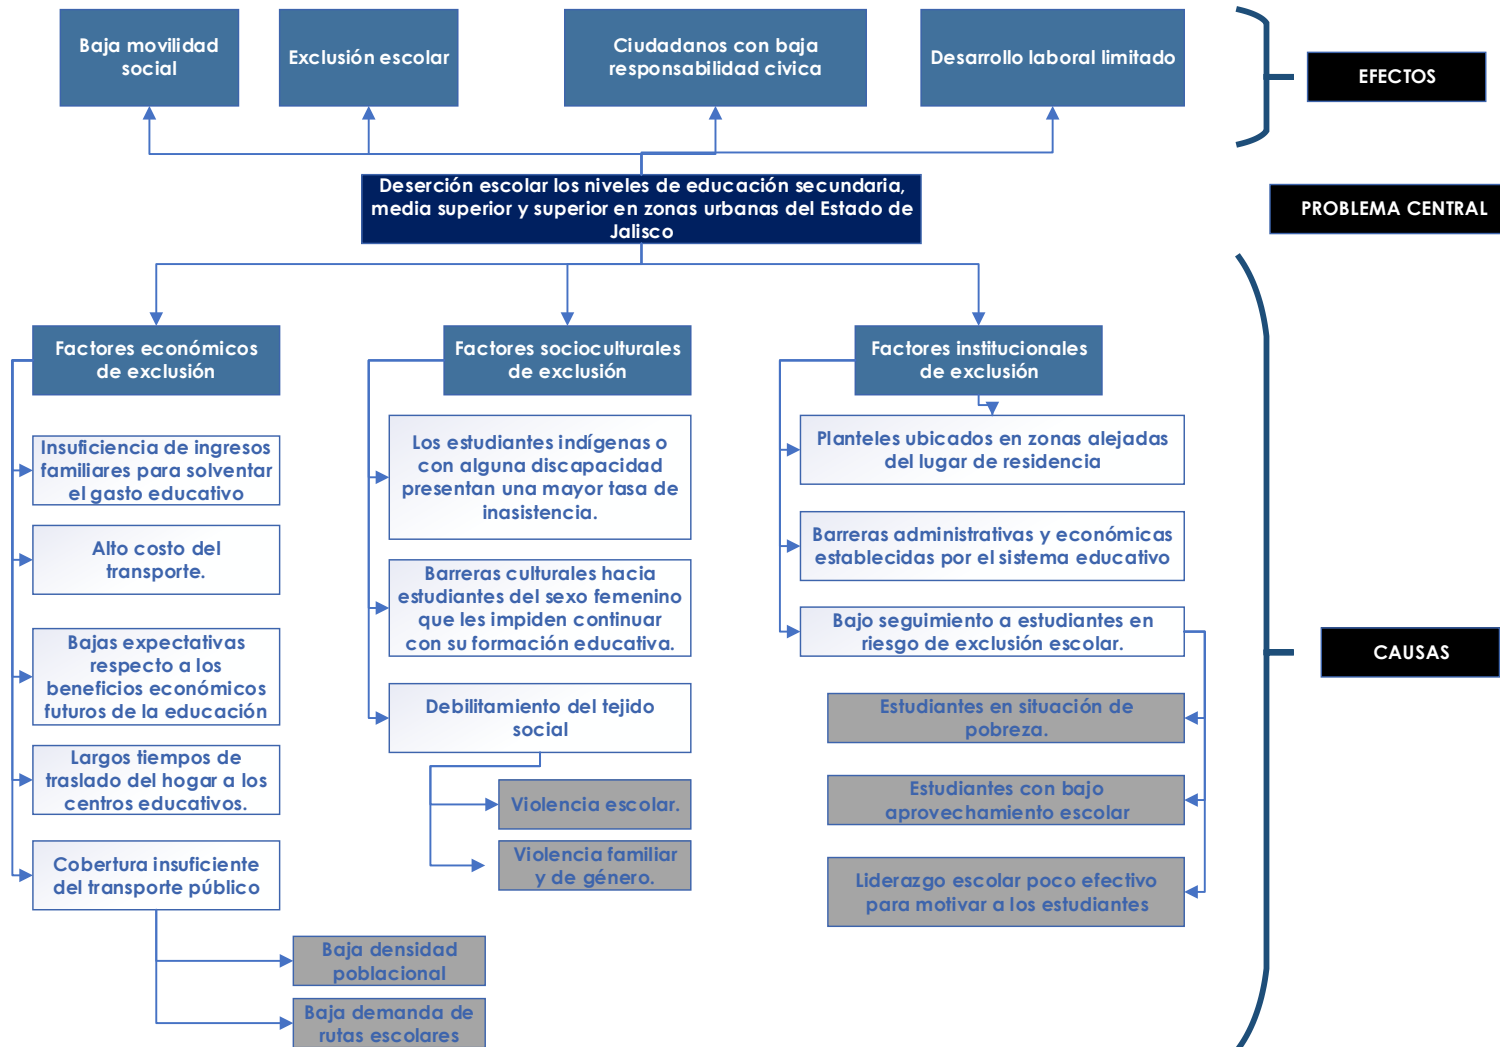 Baja movilidad
social
Exclusión escolar
Ciudadanos con baja
responsabilidad civica
Desarrollo laboral limitado
EFECTOS
Deserción escolar los niveles de educación secundaria,
media superior y superior en zonas urbanas del Estado de
Jalisco
PROBLEMA CENTRAL
Factores económicos
de exclusión
Insuficiencia de ingresos
familiares para solventar
el gasto educativo
Alto costo del
transporte.
Bajas expectativas
respecto a los
beneficios económicos
futuros de la educación
Largos tiempos de
traslado del hogar a los
centros educativos.
Cobertura insuficiente
del transporte público
Baja densidad
poblacional
Baja demanda de
rutas escolares
Factores socioculturales
de exclusión
Los estudiantes indígenas o
con alguna discapacidad
presentan una mayor tasa de
inasistencia.
Barreras culturales hacia
estudiantes del sexo femenino
que les impiden continuar
con su formación educativa.
Debilitamiento del tejido
social
Violencia escolar.
Violencia familiar
y de género.
Factores institucionales
de exclusión
Planteles ubicados en zonas alejadas
del lugar de residencia
Barreras administrativas y económicas
establecidas por el sistema educativo
Bajo seguimiento a estudiantes en
riesgo de exclusión escolar.
Estudiantes en situación de
pobreza.
Estudiantes con bajo
aprovechamiento escolar
Liderazgo escolar poco efectivo
para motivar a los estudiantes
CAUSAS